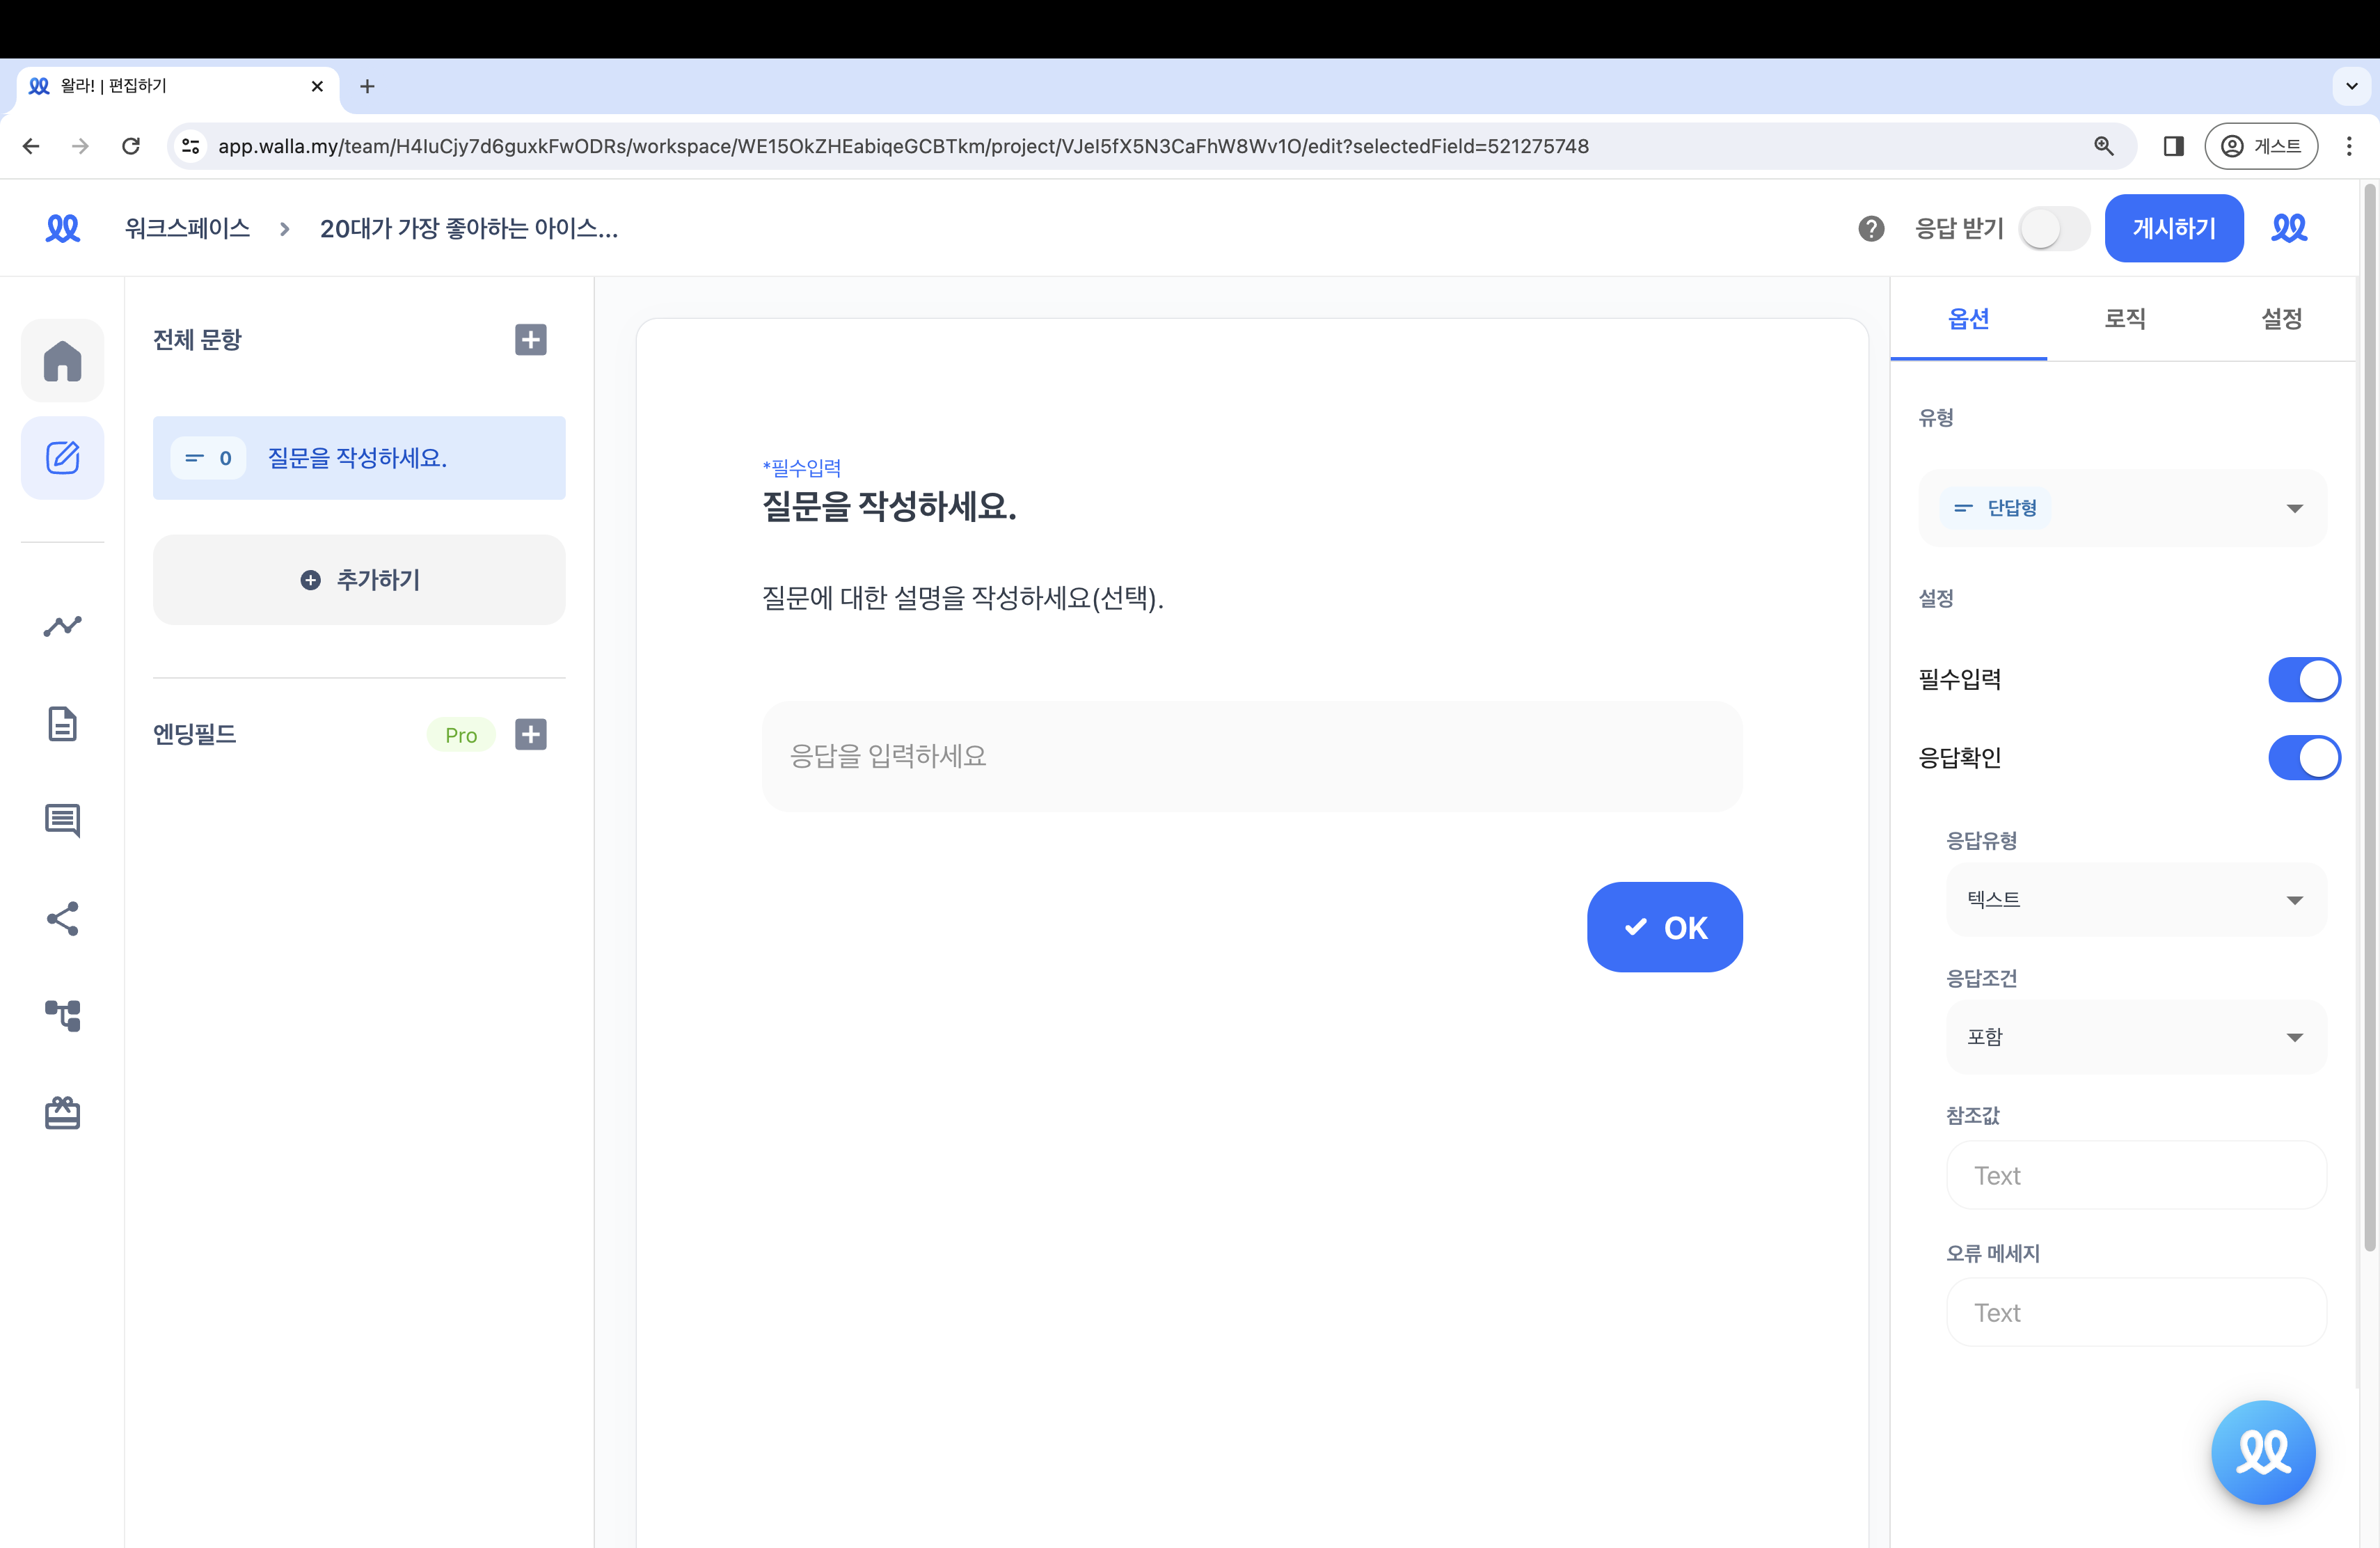 왈라! | 편집하기
app.walla.my/team/H4IuCjy7d6guxkFwODRs/workspace/WE15OkZHEabiqeGCBTkm/project/VJeI5fX5N3CaFhW8Wv1O/edit?selectedField=521275748
게스트
워크스페이스 > 20대가 가장 좋아하는 아이스...
응답 받기
게시하기
전체 문항
0 질문을 작성하세요.
추가하기
엔딩필드 Pro
*필수입력
질문을 작성하세요.
질문에 대한 설명을 작성하세요(선택).
응답을 입력하세요
OK
옵션 로직 설정
유형
단답형
설정
필수입력
응답확인
응답유형
텍스트
응답조건
포함
참조값
Text
오류 메세지
Text